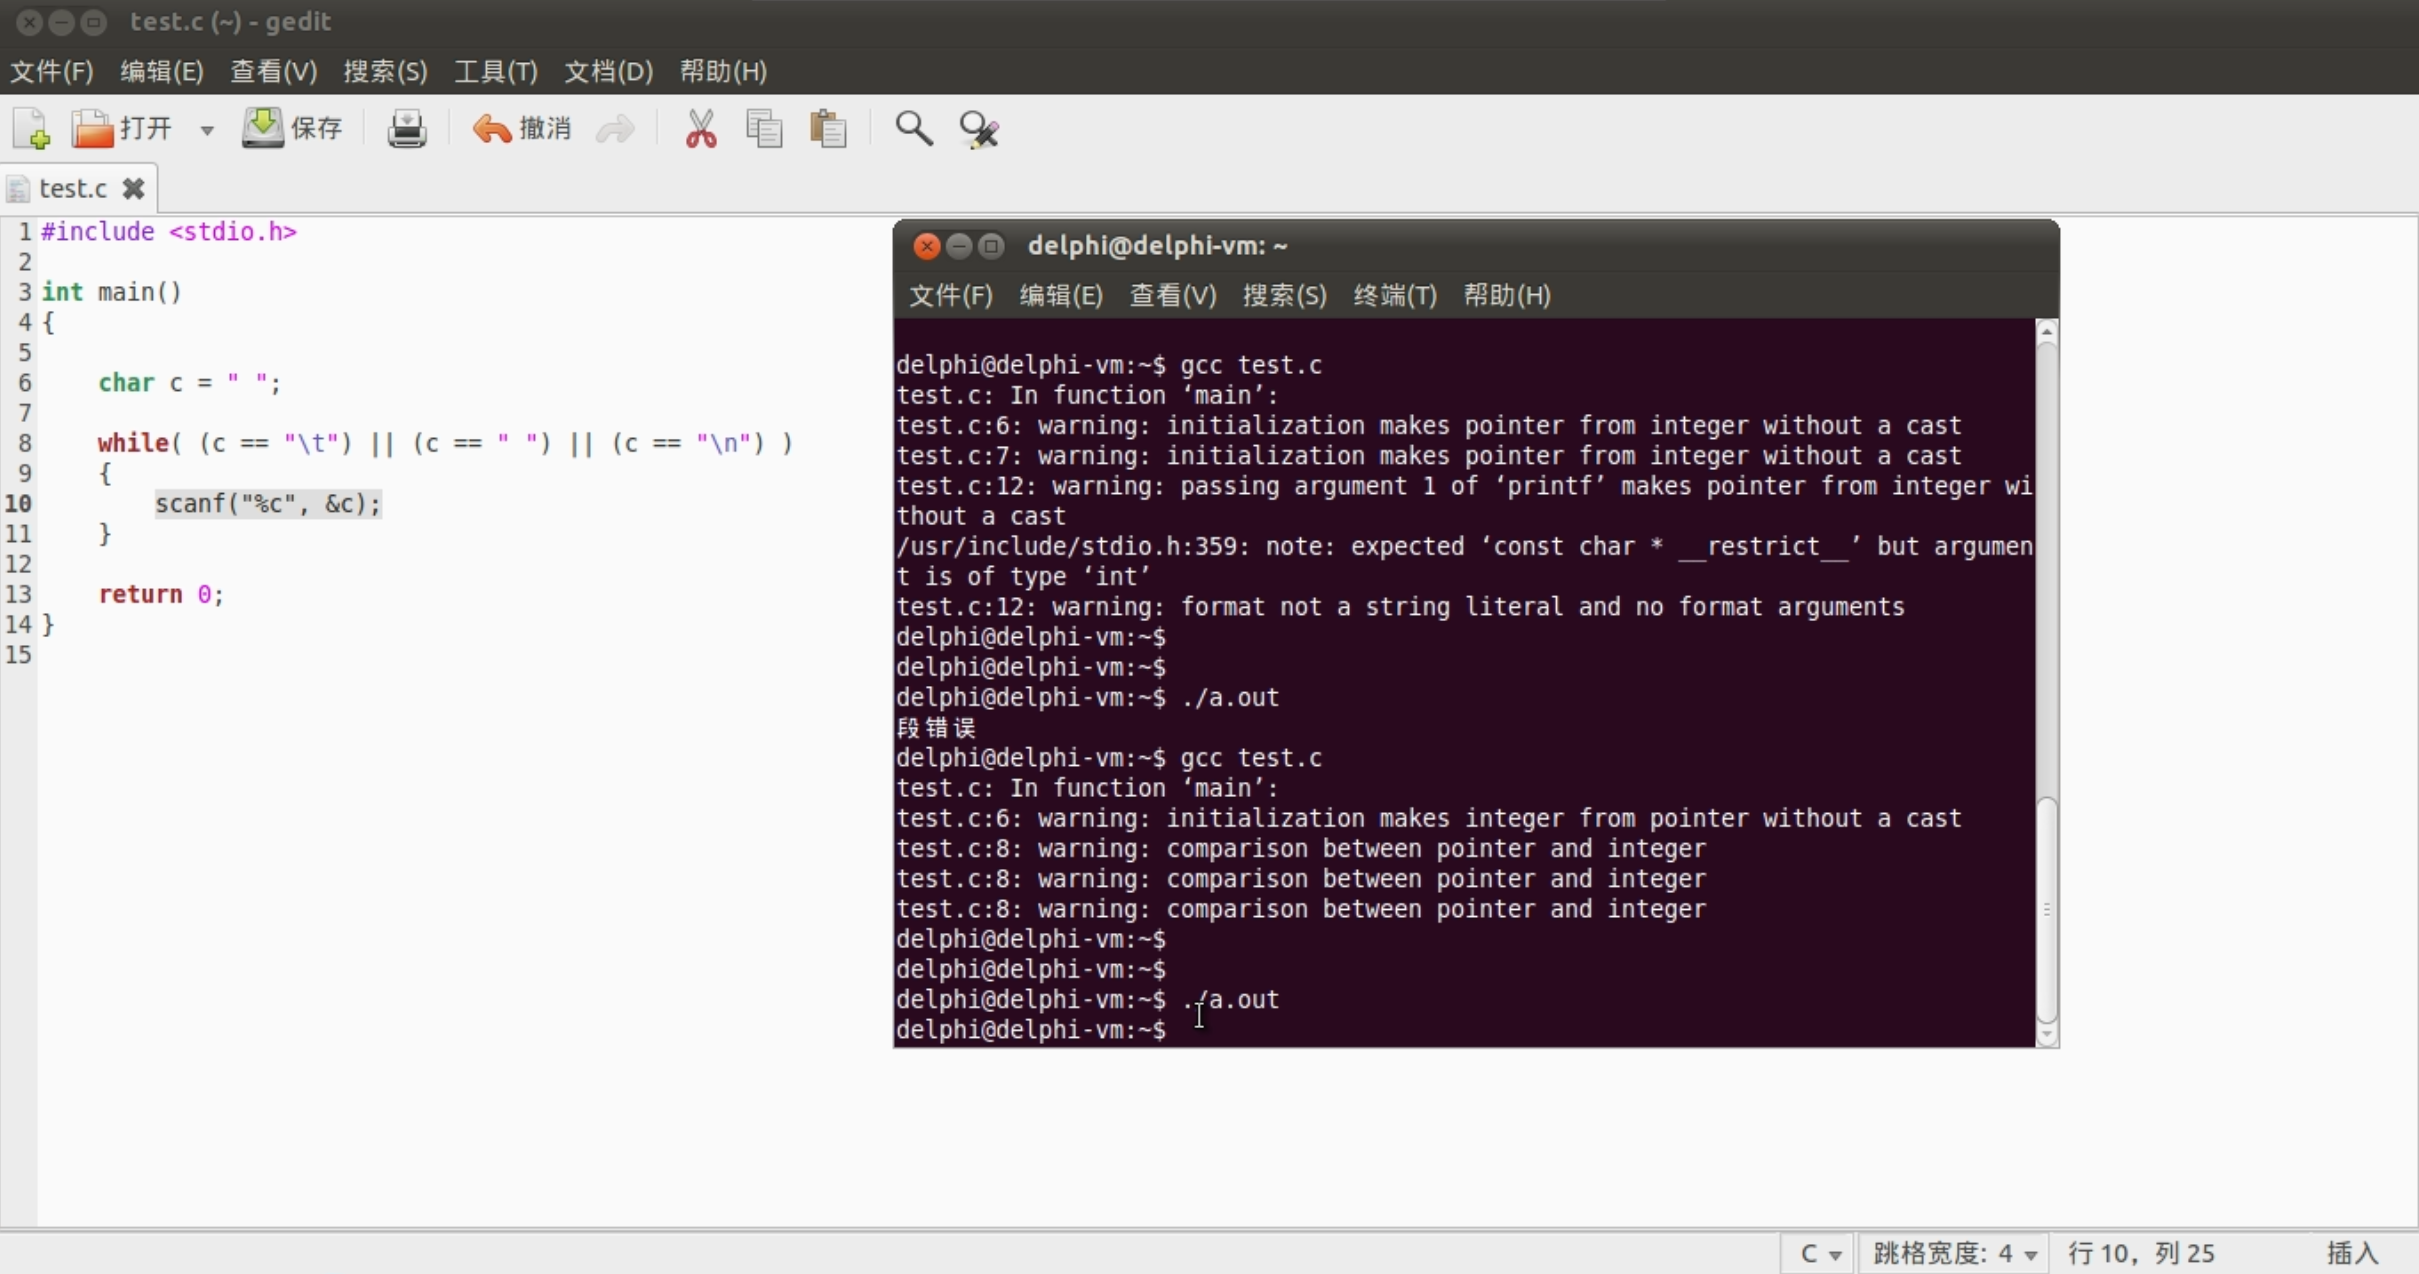 test.c (~) - gedit
文件(F) 编辑(E) 查看(V) 搜索(S) 工具(T) 文档(D) 帮助(H)
打开 保存 撤消
test.c
1 #include <stdio.h>
2
3 int main()
4 {
5
6     char c = " ";
7
8     while( (c == "\t") || (c == " ") || (c == "\n") )
9     {
10         scanf("%c", &c);
11     }
12
13     return 0;
14 }
15
delphi@delphi-vm: ~
文件(F) 编辑(E) 查看(V) 搜索(S) 终端(T) 帮助(H)
delphi@delphi-vm:~$ gcc test.c
test.c: In function ‘main’:
test.c:6: warning: initialization makes pointer from integer without a cast
test.c:7: warning: initialization makes pointer from integer without a cast
test.c:12: warning: passing argument 1 of ‘printf’ makes pointer from integer wi
thout a cast
/usr/include/stdio.h:359: note: expected ‘const char * __restrict__’ but argumen
t is of type ‘int’
test.c:12: warning: format not a string literal and no format arguments
delphi@delphi-vm:~$
delphi@delphi-vm:~$
delphi@delphi-vm:~$ ./a.out
段错误
delphi@delphi-vm:~$ gcc test.c
test.c: In function ‘main’:
test.c:6: warning: initialization makes integer from pointer without a cast
test.c:8: warning: comparison between pointer and integer
test.c:8: warning: comparison between pointer and integer
test.c:8: warning: comparison between pointer and integer
delphi@delphi-vm:~$
delphi@delphi-vm:~$
delphi@delphi-vm:~$ ./a.out
delphi@delphi-vm:~$
C 跳格宽度: 4 行 10，列 25 插入